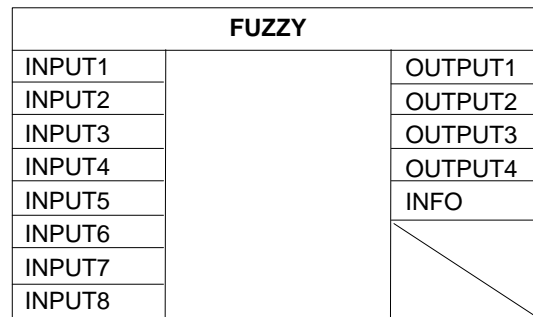 FUZZY
INPUT1
INPUT2
INPUT3
INPUT4
INPUT5
INPUT6
INPUT7
INPUT8
OUTPUT1
OUTPUT2
OUTPUT3
OUTPUT4
INFO